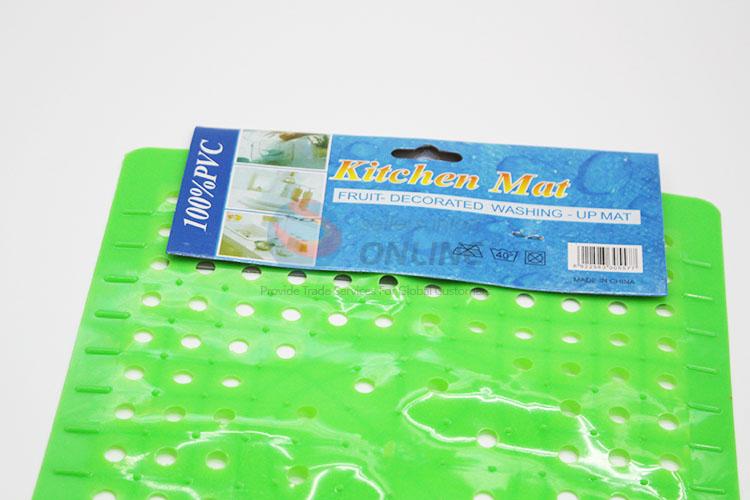 100%PVC
Kitchen Mat
FRUIT- DECORATED WASHING - UP MAT
ONLINE
40°
MADE IN CHINA
Provide Trade Services For Global Customers